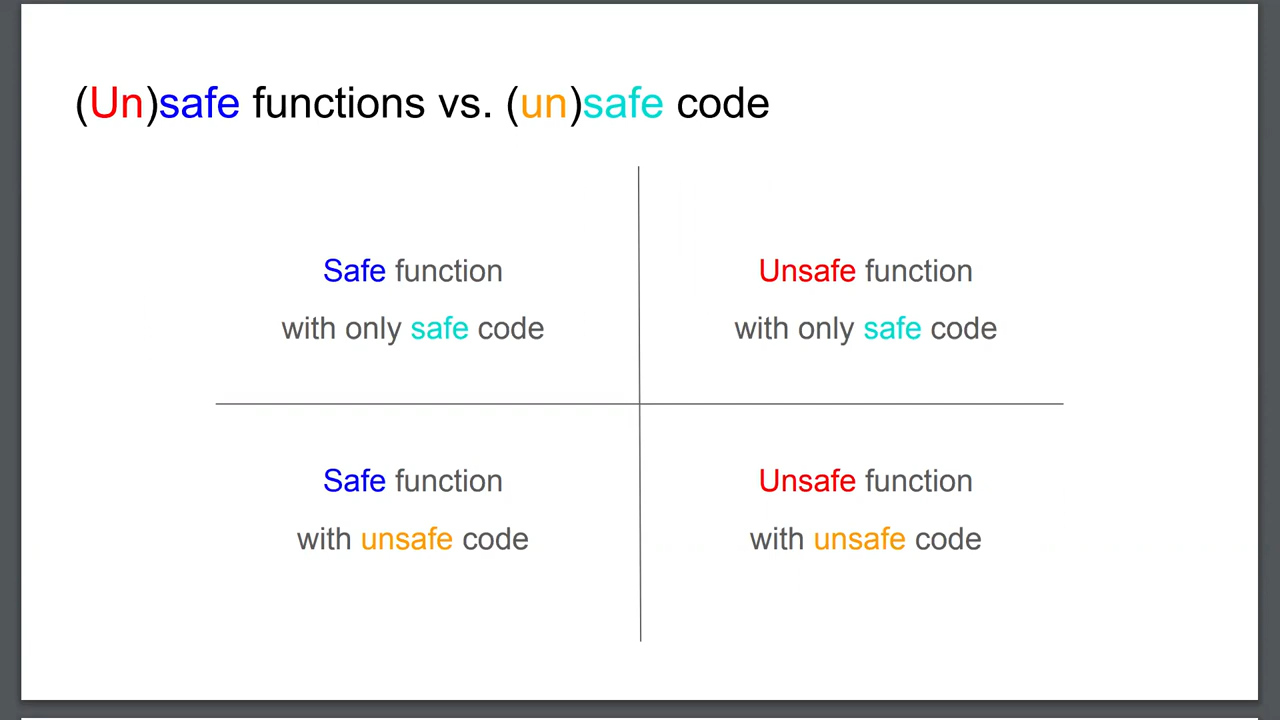 (Un)safe functions vs. (un)safe code
Safe function
with only safe code
Unsafe function
with only safe code
Safe function
with unsafe code
Unsafe function
with unsafe code